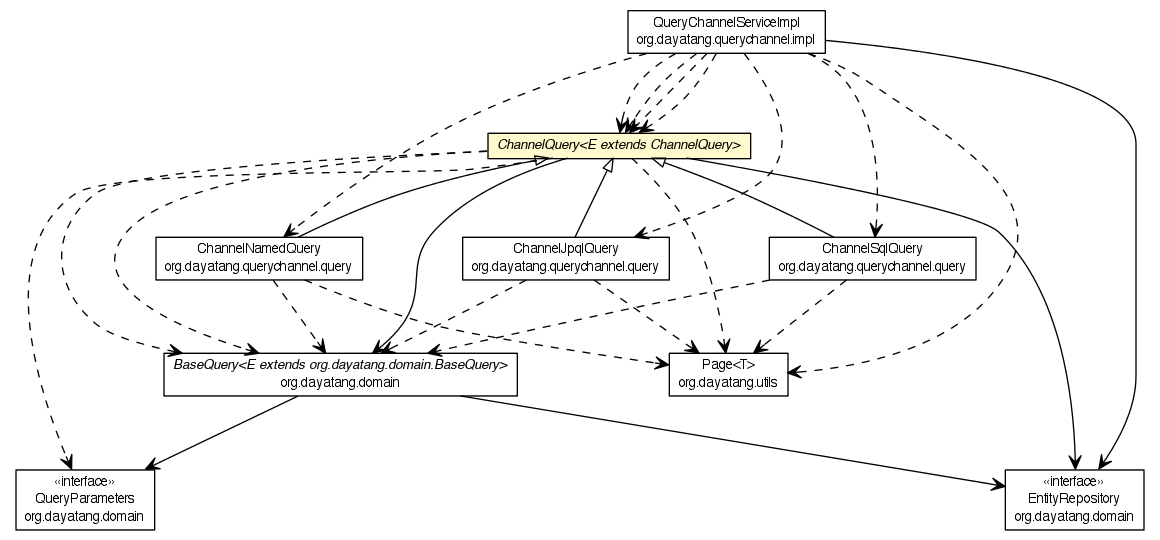 QueryChannelServiceImpl
org.dayatang.querychannel.impl
ChannelQuery<E extends ChannelQuery>
ChannelNamedQuery
org.dayatang.querychannel.query
ChannelJpqlQuery
org.dayatang.querychannel.query
ChannelSqlQuery
org.dayatang.querychannel.query
BaseQuery<E extends org.dayatang.domain.BaseQuery>
org.dayatang.domain
Page<T>
org.dayatang.utils
«interface»
QueryParameters
org.dayatang.domain
«interface»
EntityRepository
org.dayatang.domain